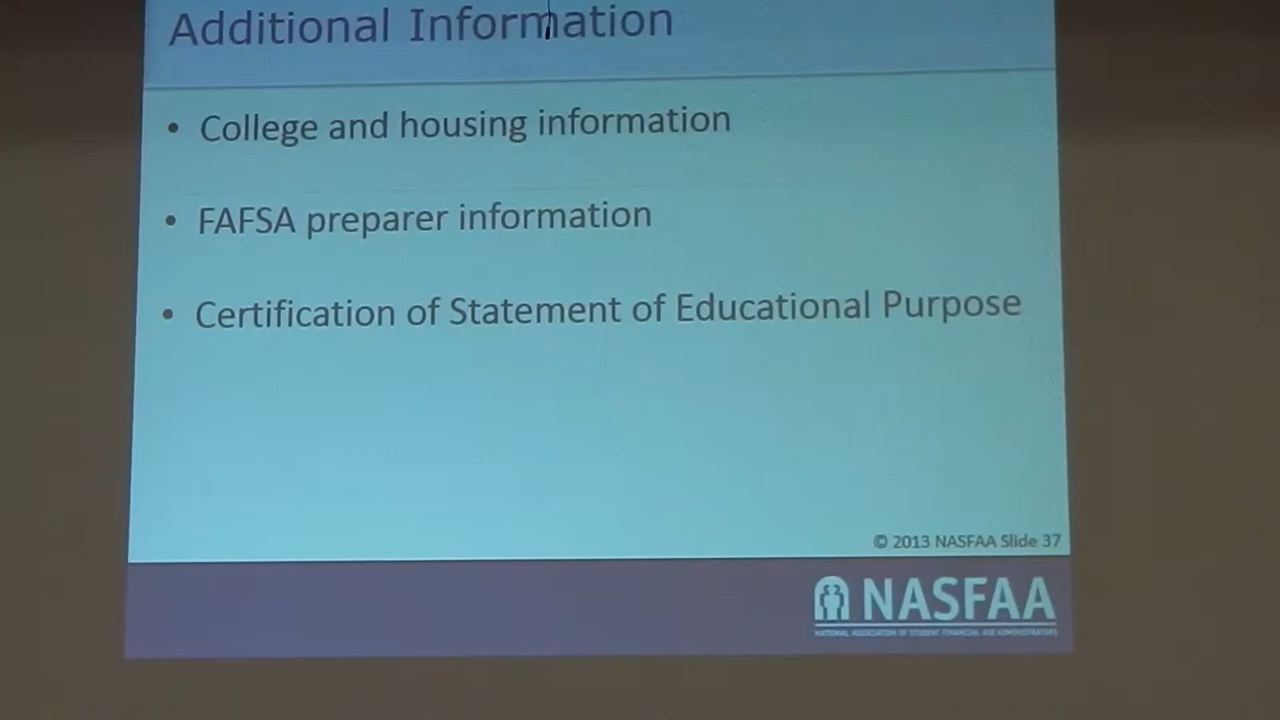 Additional Information
• College and housing information
• FAFSA preparer information
• Certification of Statement of Educational Purpose
© 2013 NASFAA Slide 37
NASFAA
NATIONAL ASSOCIATION OF STUDENT FINANCIAL AID ADMINISTRATORS